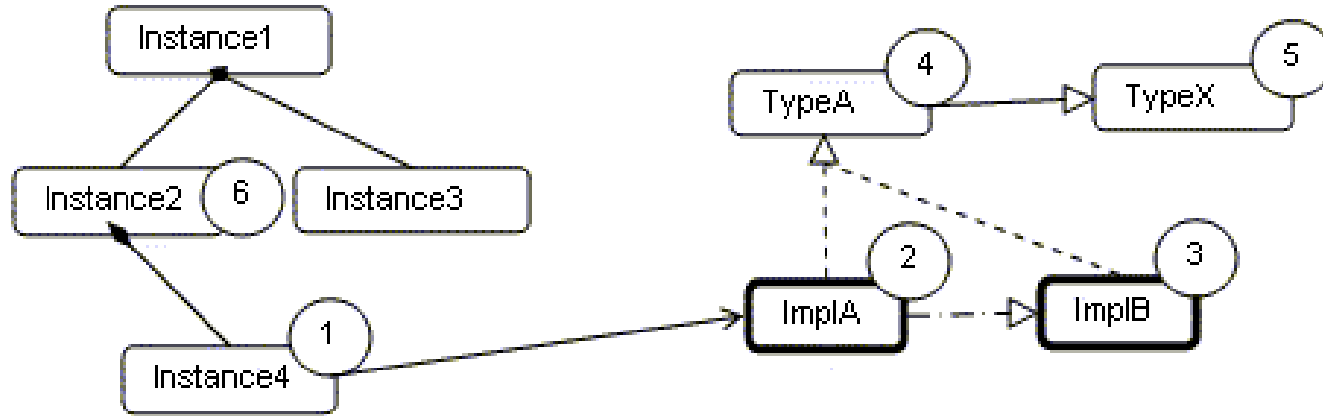 Instance1
4
5
TypeA
TypeX
Instance2
6
Instance3
2
3
ImplA
ImplB
1
Instance4